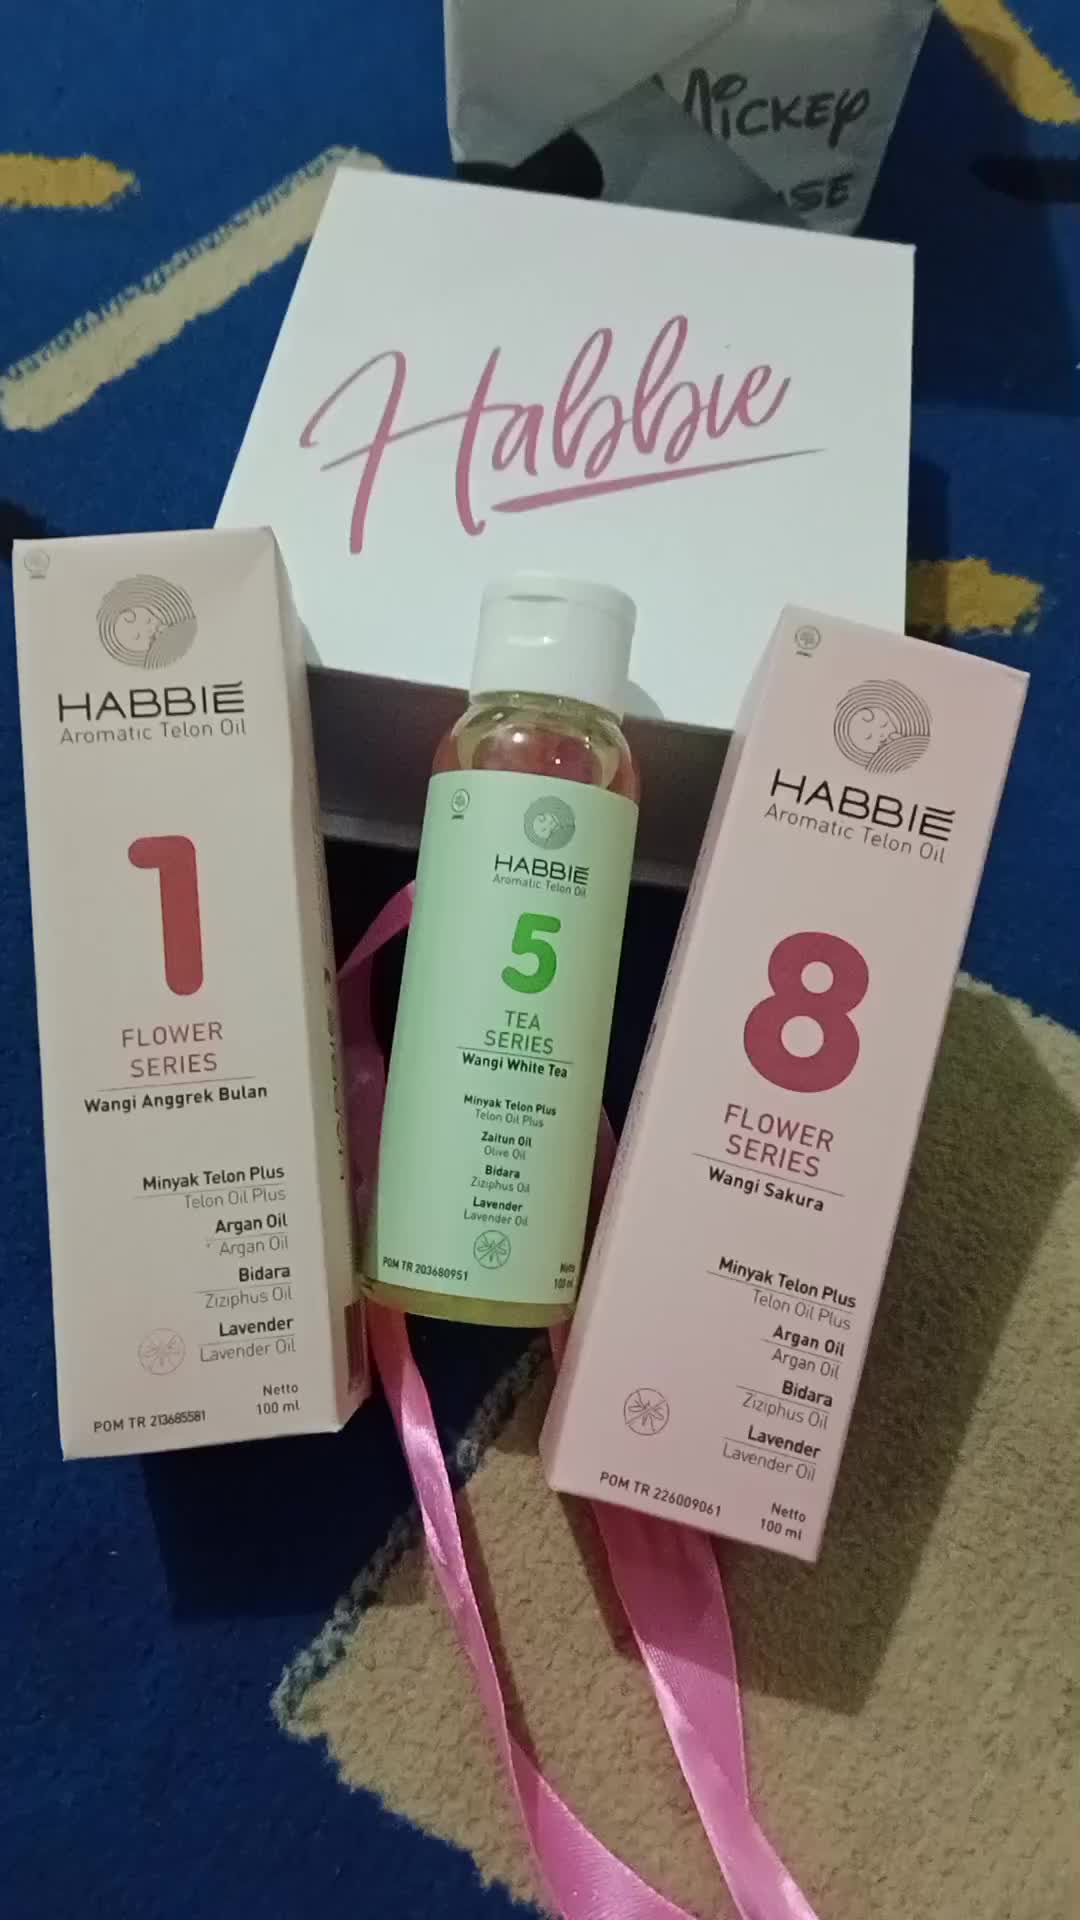 MICKEY
Habbie
HABBIE
Aromatic Telon Oil
1
FLOWER
SERIES
Wangi Anggrek Bulan
Minyak Telon Plus
Telon Oil Plus
Argan Oil
Argan Oil
Bidara
Ziziphus Oil
Lavender
Lavender Oil
Netto
100 ml
POM TR 213685581
HABBIE
Aromatic Telon Oil
5
TEA
SERIES
Wangi White Tea
Minyak Telon Plus
Telon Oil Plus
Zaitun Oil
Olive Oil
Bidara
Ziziphus Oil
Lavender
Lavender Oil
POM TR 203680951
Netto
100 ml
HABBIE
Aromatic Telon Oil
8
FLOWER
SERIES
Wangi Sakura
Minyak Telon Plus
Telon Oil Plus
Argan Oil
Argan Oil
Bidara
Ziziphus Oil
Lavender
Lavender Oil
POM TR 226009061
Netto
100 ml